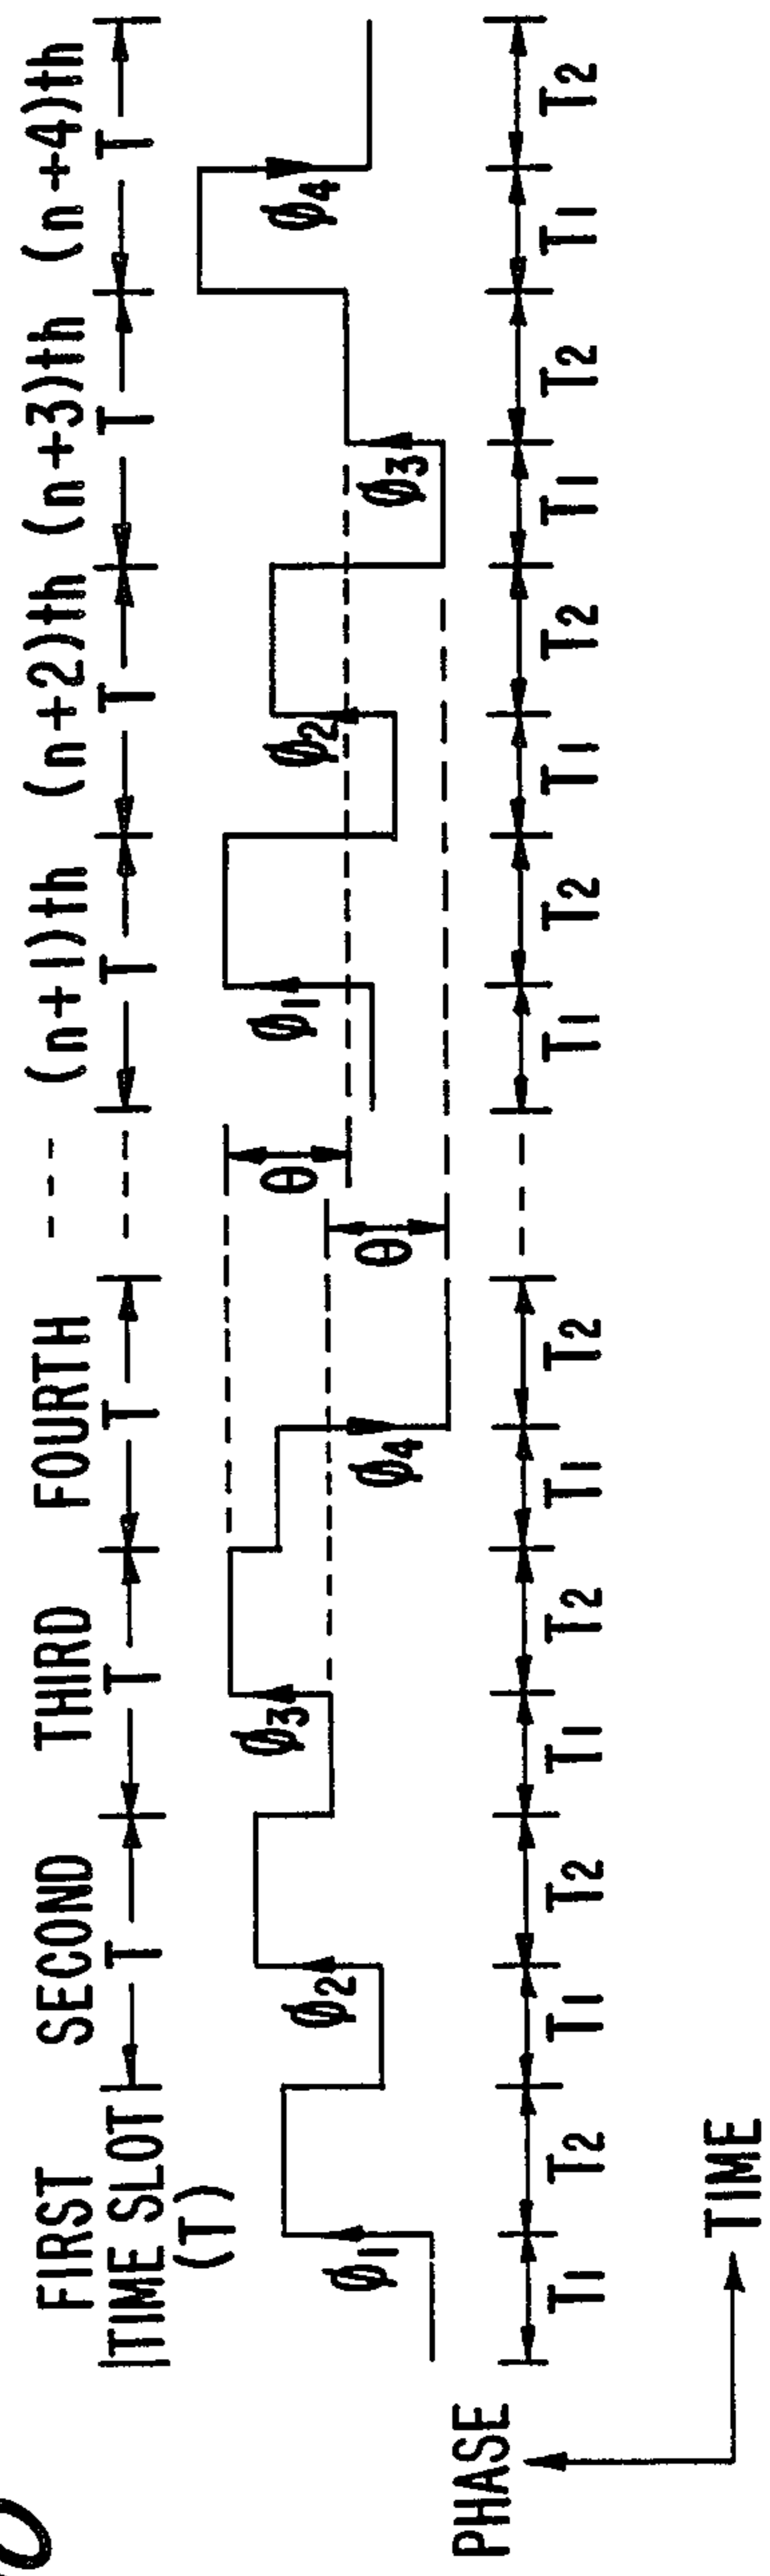 FIRST SECOND THIRD FOURTH --- (n+1)th (n+2)th (n+3)th (n+4)th
TIME SLOT T T T --- T T T T
(T)
ϕ1 ϕ2 ϕ3 ϕ4 θ θ ϕ1 ϕ2 ϕ3 ϕ4
T1 T2 T1 T2 T1 T2 T1 T2 --- T1 T2 T1 T2 T1 T2 T1 T2
PHASE
TIME